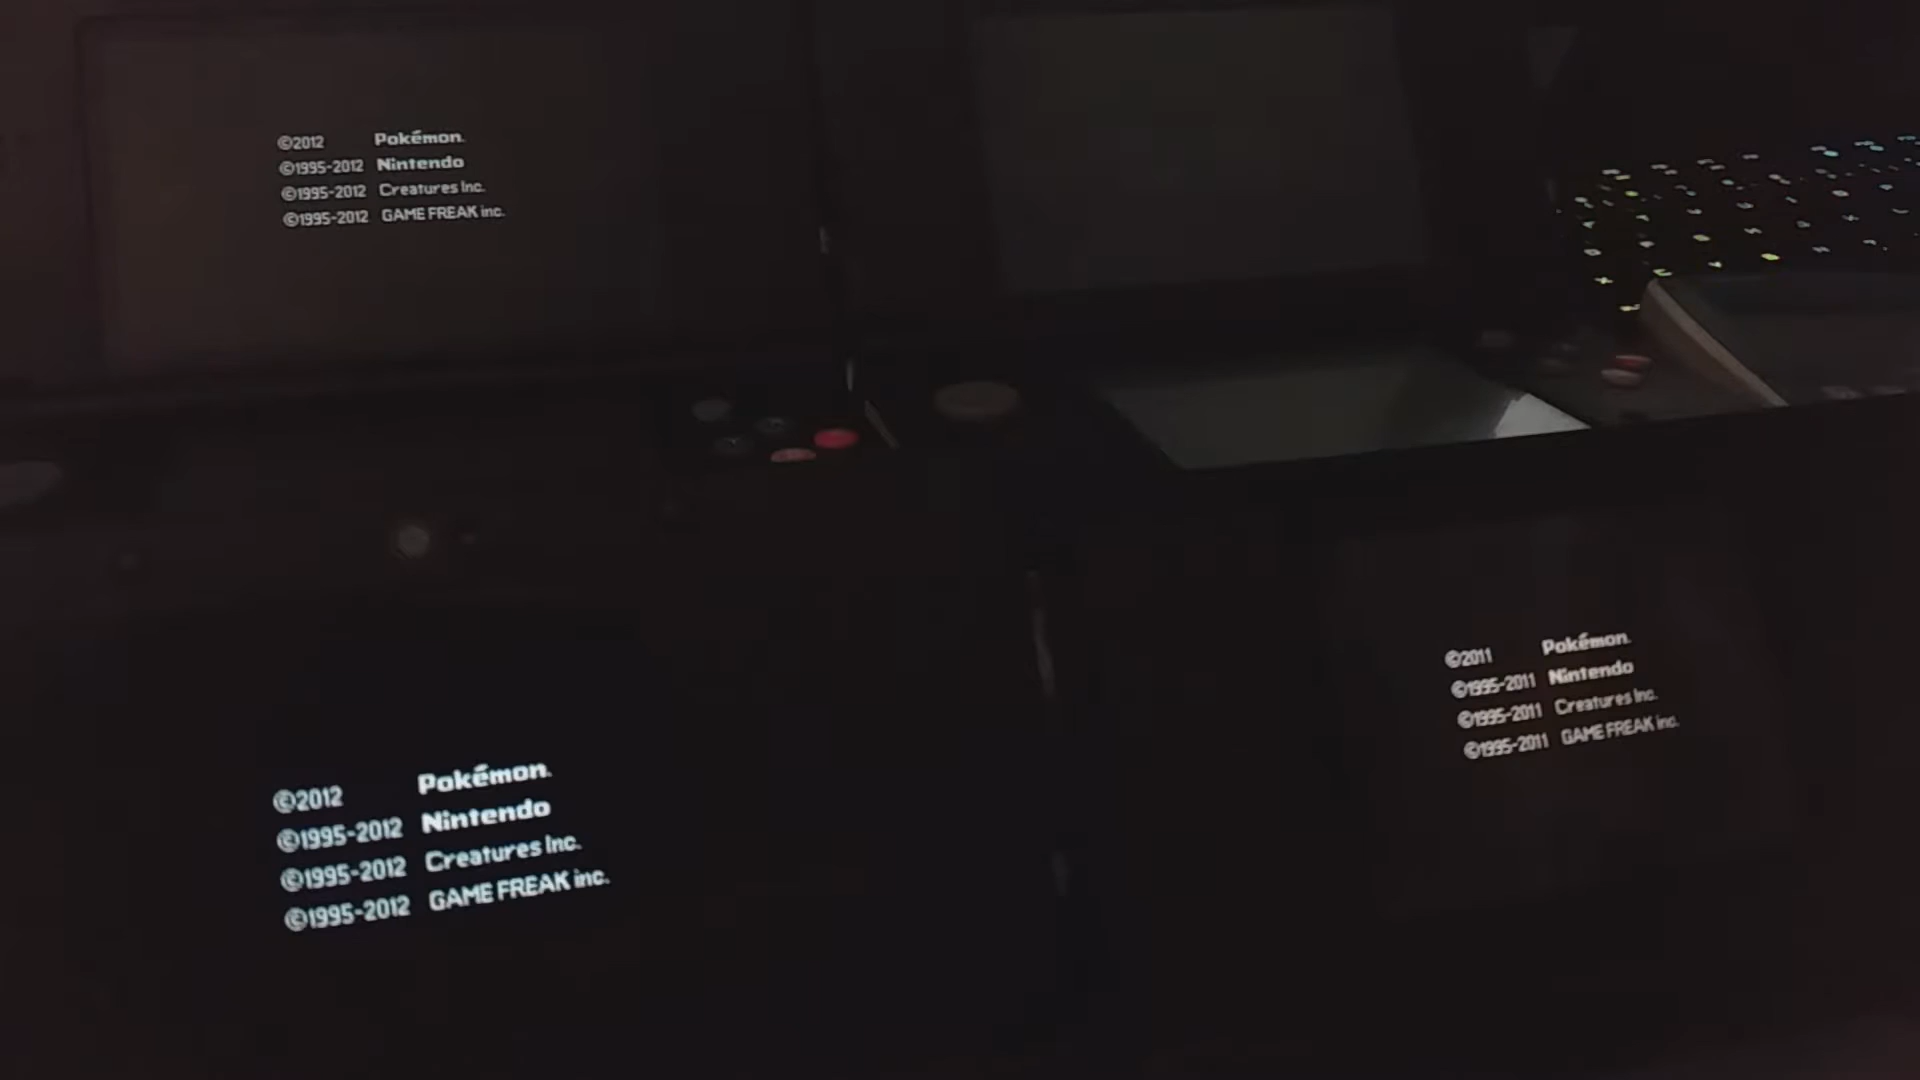 ©2012 Pokémon.
©1995-2012 Nintendo
©1995-2012 Creatures Inc.
©1995-2012 GAME FREAK inc.
©2011 Pokémon.
©1995-2011 Nintendo
©1995-2011 Creatures Inc.
©1995-2011 GAME FREAK inc.
©2012 Pokémon.
©1995-2012 Nintendo
©1995-2012 Creatures Inc.
©1995-2012 GAME FREAK inc.